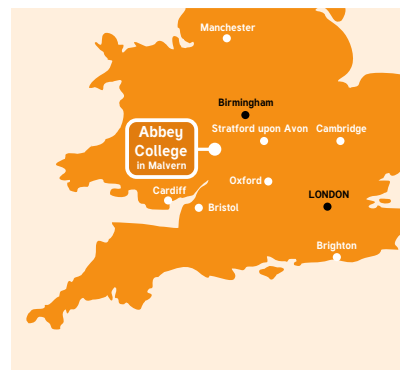 Manchester
Birmingham
Abbey
College
in Malvern
Stratford upon Avon
Cambridge
Oxford
Cardiff
LONDON
Bristol
Brighton